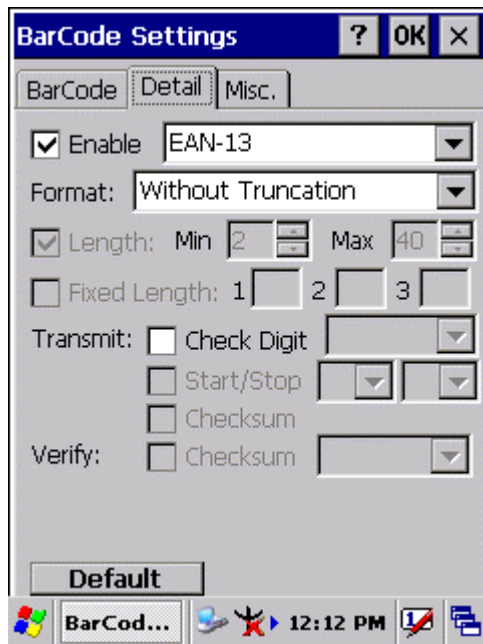 BarCode Settings ? OK ×
BarCode Detail Misc.
Enable EAN-13
Format: Without Truncation
Length: Min 2 Max 40
Fixed Length: 1 2 3
Transmit: Check Digit
Start/Stop
Checksum
Verify: Checksum
Default
BarCod... 12:12 PM